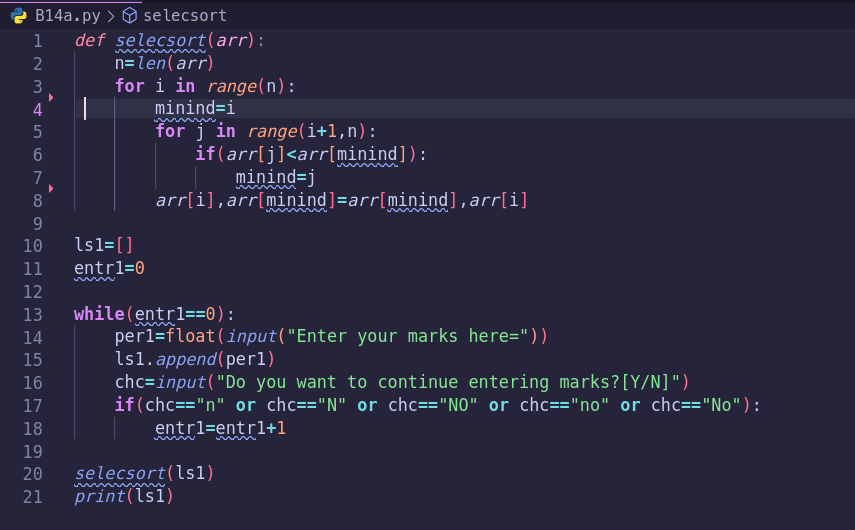 B14a.py > selecsort
1 def selecsort(arr):
2     n=len(arr)
3     for i in range(n):
4         minind=i
5         for j in range(i+1,n):
6             if(arr[j]<arr[minind]):
7                 minind=j
8         arr[i],arr[minind]=arr[minind],arr[i]
9
10 ls1=[]
11 entr1=0
12
13 while(entr1==0):
14     per1=float(input("Enter your marks here="))
15     ls1.append(per1)
16     chc=input("Do you want to continue entering marks?[Y/N]")
17     if(chc=="n" or chc=="N" or chc=="NO" or chc=="no" or chc=="No"):
18         entr1=entr1+1
19
20 selecsort(ls1)
21 print(ls1)